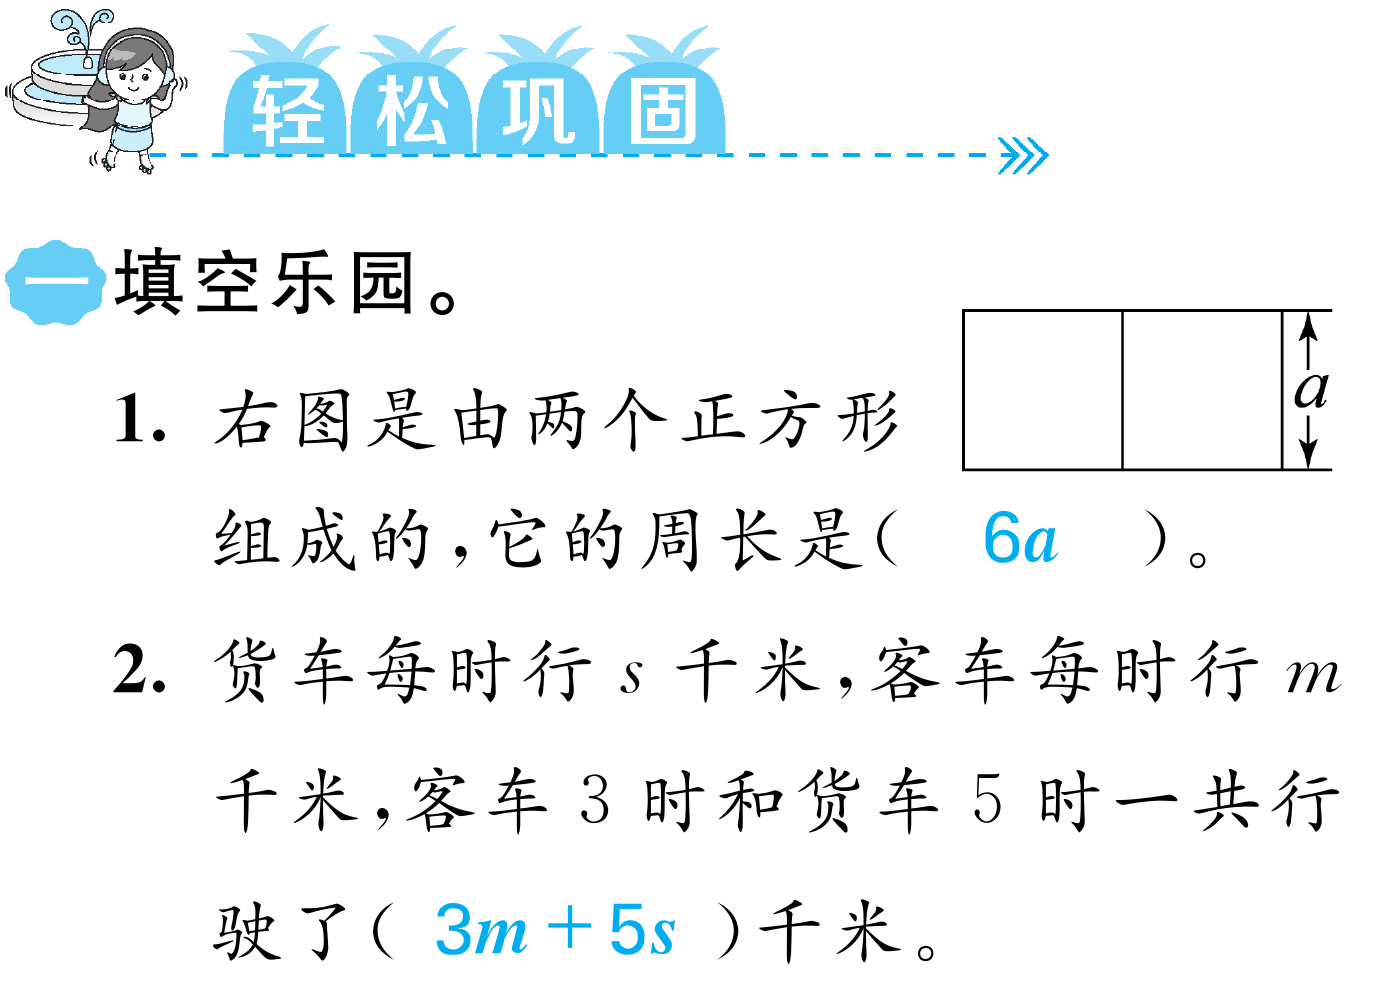 轻松巩固
一 填空乐园。
a
1. 右图是由两个正方形
组成的,它的周长是( 6a )。
2. 货车每时行 s 千米,客车每时行 m
千米,客车 3 时和货车 5 时一共行
驶了( 3m+5s )千米。